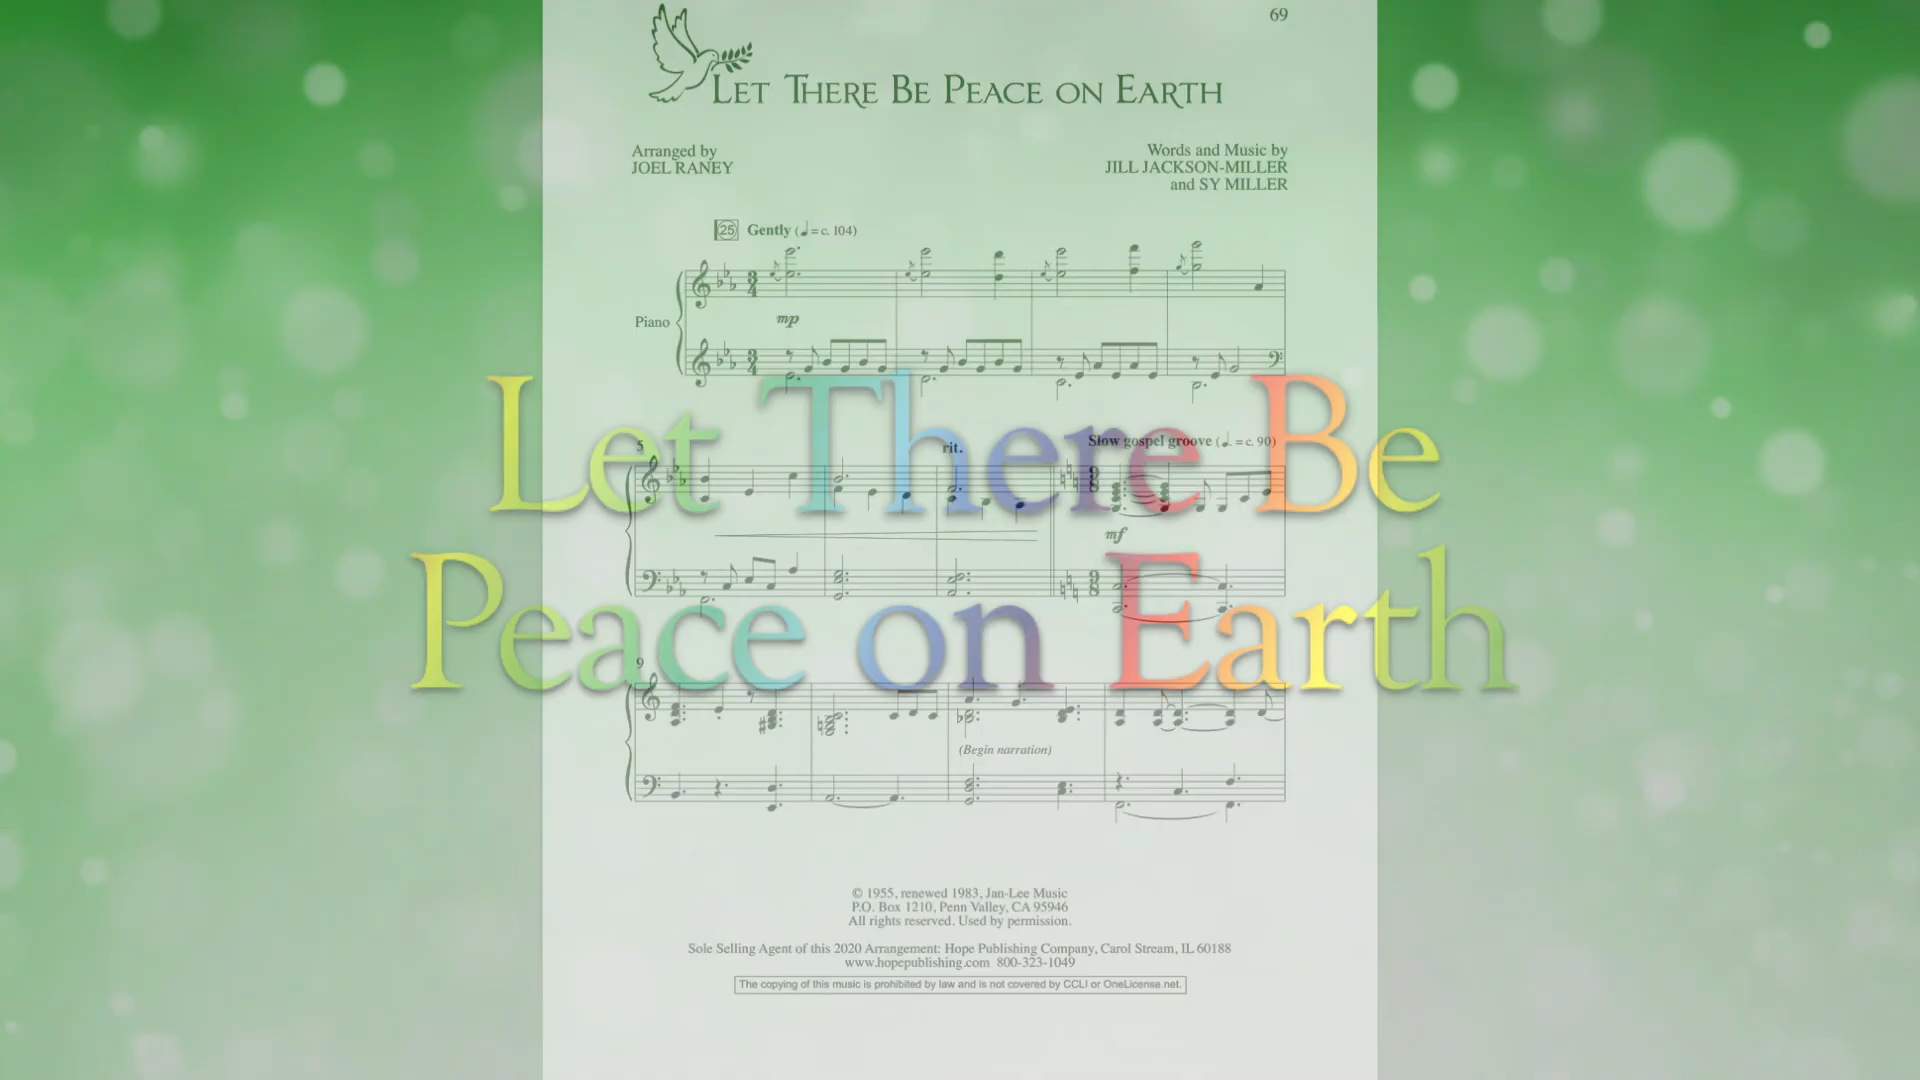 69
LET THERE BE PEACE ON EARTH
Arranged by
JOEL RANEY
Words and Music by
JILL JACKSON-MILLER
and SY MILLER
25 Gently (♩ = c. 104)
Piano
mp
Let There Be
5 rit. Slow gospel groove (♩. = c. 90)
mf
Peace on Earth
9
(Begin narration)
© 1955, renewed 1983, Jan-Lee Music
P.O. Box 1210, Penn Valley, CA 95946
All rights reserved. Used by permission.
Sole Selling Agent of this 2020 Arrangement: Hope Publishing Company, Carol Stream, IL 60188
www.hopepublishing.com 800-323-1049
The copying of this music is prohibited by law and is not covered by CCLI or OneLicense.net.